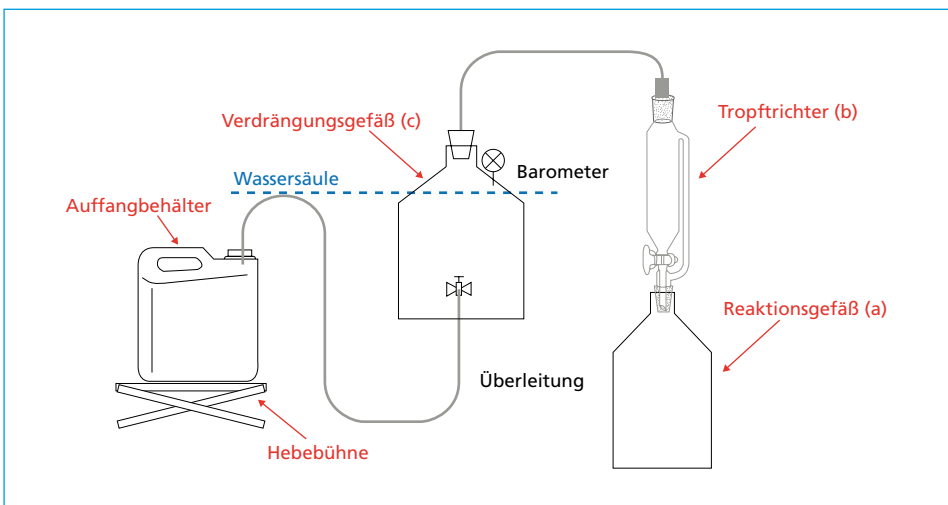 Verdrängungsgefäß (c)
Tropftrichter (b)
Barometer
Wassersäule
Auffangbehälter
Reaktionsgefäß (a)
Überleitung
Hebebühne